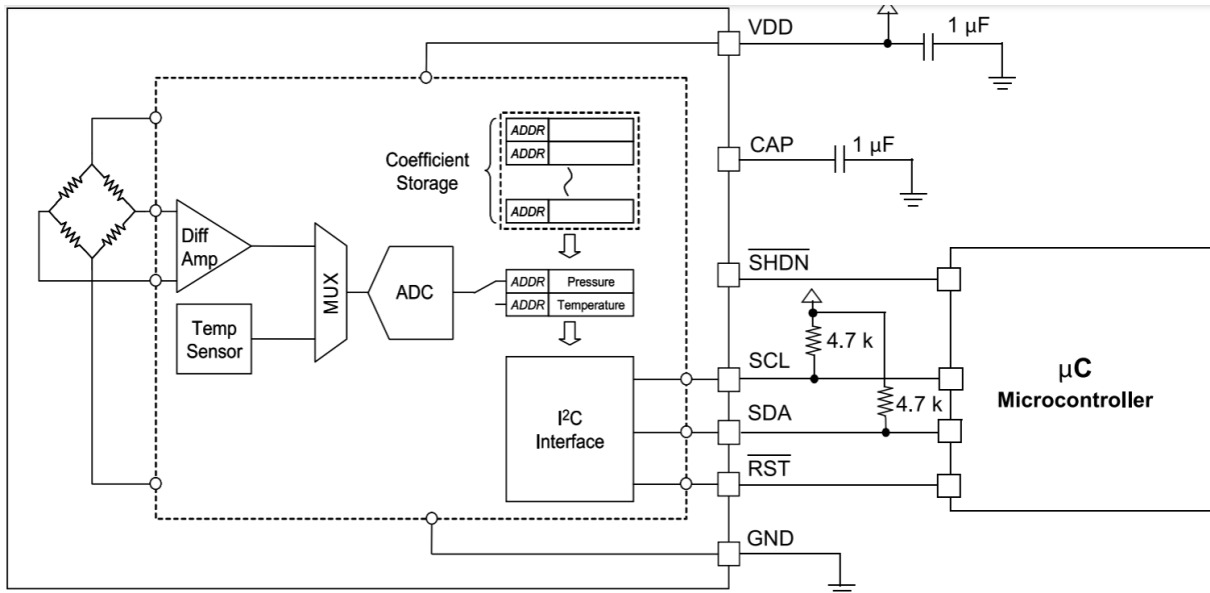 VDD
1 µF
CAP
1 µF
Coefficient
Storage
ADDR
ADDR
ADDR
Diff
Amp
MUX
ADC
ADDR Pressure
ADDR Temperature
Temp
Sensor
I²C
Interface
SHDN
4.7 k
SCL
4.7 k
SDA
RST
GND
µC
Microcontroller